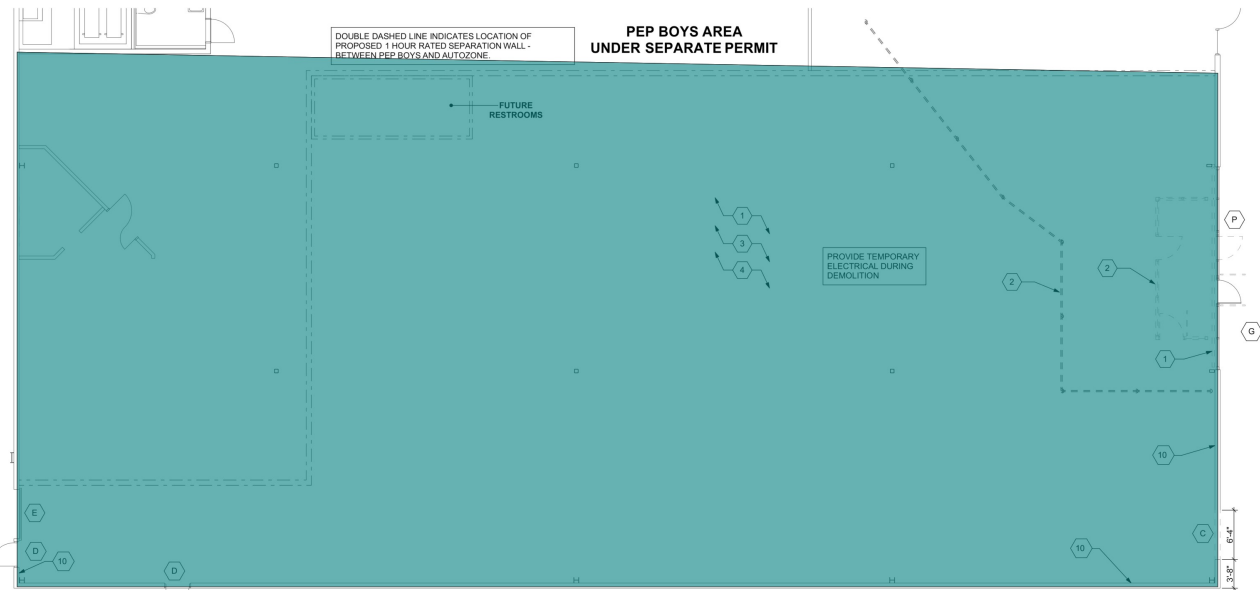 DOUBLE DASHED LINE INDICATES LOCATION OF
PROPOSED 1 HOUR RATED SEPARATION WALL -
BETWEEN PEP BOYS AND AUTOZONE.
PEP BOYS AREA
UNDER SEPARATE PERMIT
FUTURE
RESTROOMS
1
3
4
PROVIDE TEMPORARY
ELECTRICAL DURING
DEMOLITION
2
2
P
G
1
10
E
D
10
D
10
C
6'-4"
3'-8"